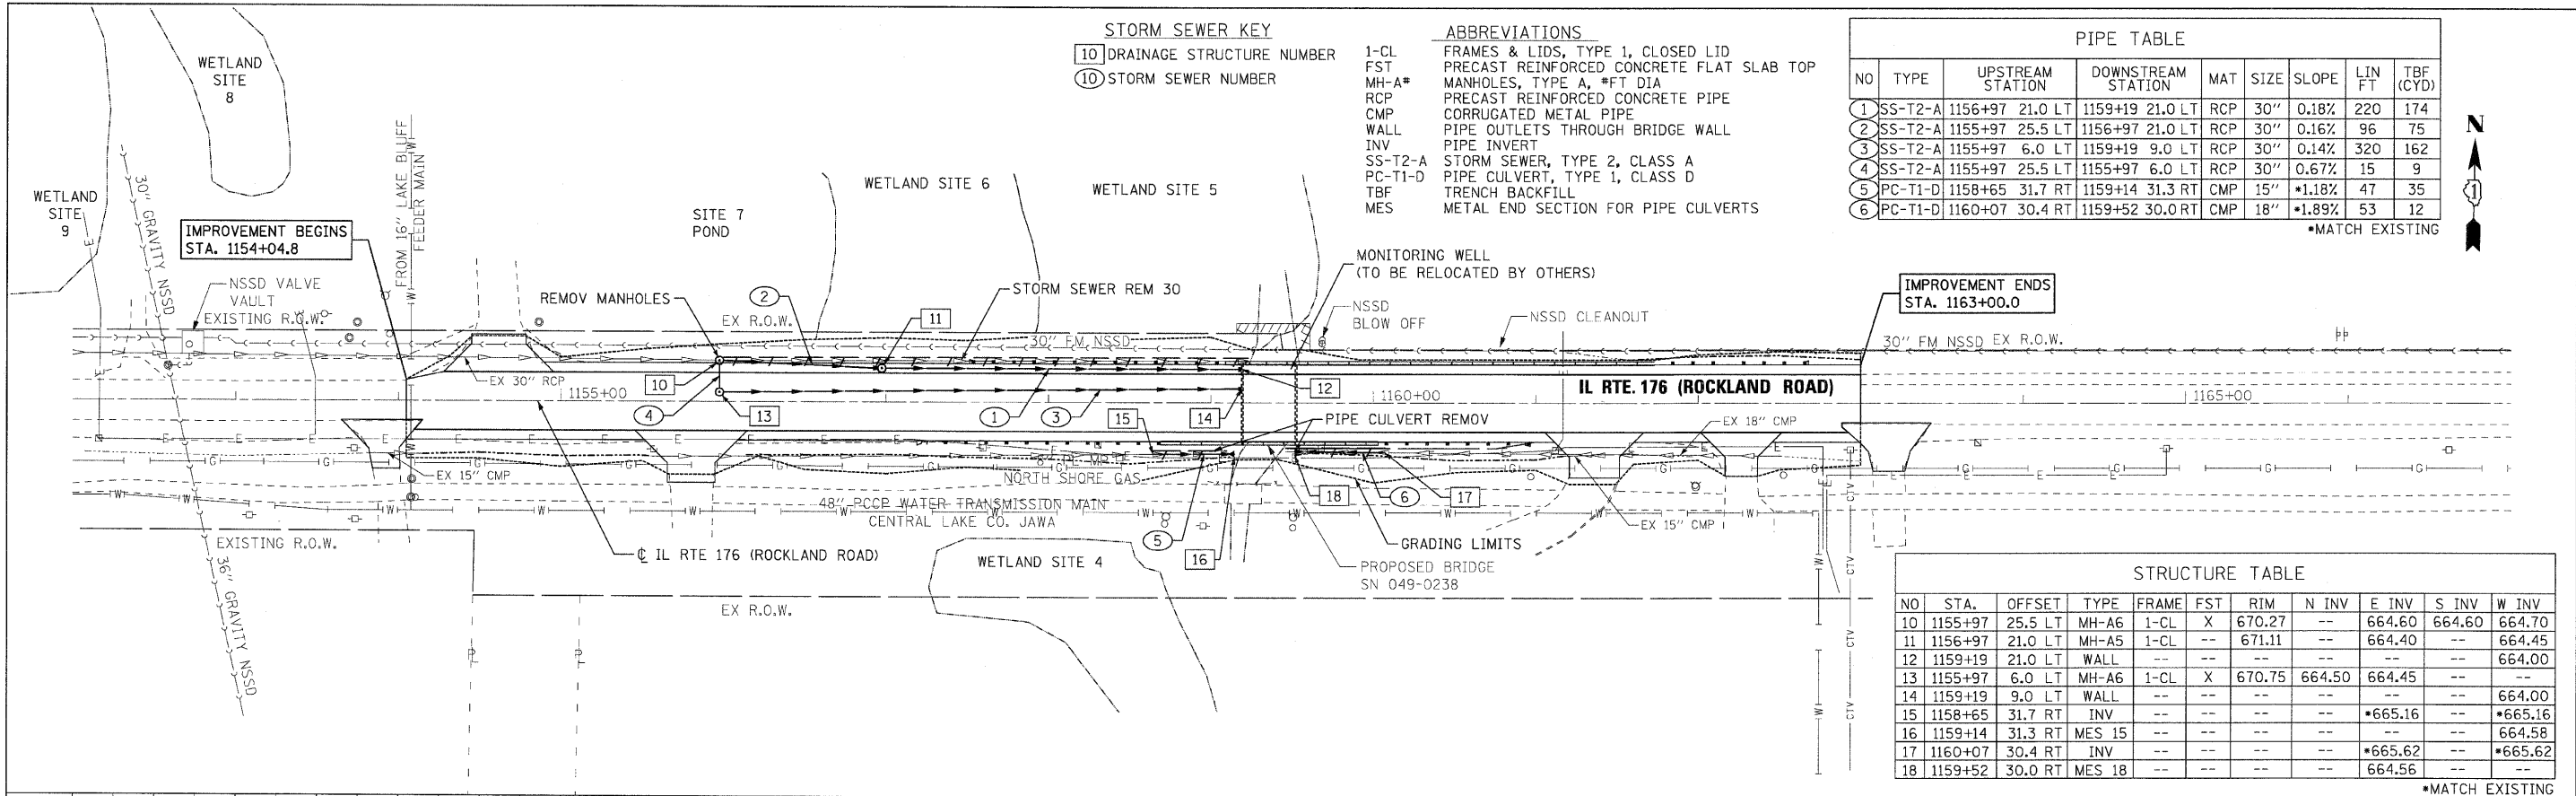 STORM SEWER KEY
10 DRAINAGE STRUCTURE NUMBER
10 STORM SEWER NUMBER
ABBREVIATIONS
1-CL FRAMES & LIDS, TYPE 1, CLOSED LID
FST PRECAST REINFORCED CONCRETE FLAT SLAB TOP
MH-A# MANHOLES, TYPE A, #FT DIA
RCP PRECAST REINFORCED CONCRETE PIPE
CMP CORRUGATED METAL PIPE
WALL PIPE OUTLETS THROUGH BRIDGE WALL
INV PIPE INVERT
SS-T2-A STORM SEWER, TYPE 2, CLASS A
PC-T1-D PIPE CULVERT, TYPE 1, CLASS D
TBF TRENCH BACKFILL
MES METAL END SECTION FOR PIPE CULVERTS
PIPE TABLE
NO TYPE UPSTREAM STATION DOWNSTREAM STATION MAT SIZE SLOPE LIN FT TBF (CYD)
1 SS-T2-A 1156+97 21.0 LT 1159+19 21.0 LT RCP 30" 0.18% 220 174
2 SS-T2-A 1155+97 25.5 LT 1156+97 21.0 LT RCP 30" 0.16% 96 75
3 SS-T2-A 1155+97 6.0 LT 1159+19 9.0 LT RCP 30" 0.14% 320 162
4 SS-T2-A 1155+97 25.5 LT 1155+97 6.0 LT RCP 30" 0.67% 15 9
5 PC-T1-D 1158+65 31.7 RT 1159+14 31.3 RT CMP 15" *1.18% 47 35
6 PC-T1-D 1160+07 30.4 RT 1159+52 30.0 RT CMP 18" *1.89% 53 12
*MATCH EXISTING
N
1
WETLAND
SITE
8
WETLAND
SITE
9
30" GRAVITY NSSD
FROM 16" LAKE BLUFF
FEEDER MAIN
IMPROVEMENT BEGINS
STA. 1154+04.8
SITE 7
POND
WETLAND SITE 6
WETLAND SITE 5
MONITORING WELL
(TO BE RELOCATED BY OTHERS)
IMPROVEMENT ENDS
STA. 1163+00.0
NSSD VALVE
VAULT
EXISTING R.O.W.
REMOV MANHOLES
2
STORM SEWER REM 30
NSSD
BLOW OFF
NSSD CLEANOUT
EX R.O.W.
11
30" FM NSSD
30" FM NSSD EX R.O.W.
EX 30" RCP
10
12
IL RTE. 176 (ROCKLAND ROAD)
1155+00
1160+00
1165+00
4
13
1
3
15
14
PIPE CULVERT REMOV
EX 18" CMP
EX 15" CMP
NORTH SHORE GAS
18
6
17
48" PCCP WATER TRANSMISSION MAIN
CENTRAL LAKE CO. JAWA
EX 15" CMP
EXISTING R.O.W.
℄ IL RTE 176 (ROCKLAND ROAD)
5
16
GRADING LIMITS
WETLAND SITE 4
PROPOSED BRIDGE
SN 049-0238
36" GRAVITY NSSD
EX R.O.W.
STRUCTURE TABLE
NO STA. OFFSET TYPE FRAME FST RIM N INV E INV S INV W INV
10 1155+97 25.5 LT MH-A6 1-CL X 670.27 -- 664.60 664.60 664.70
11 1156+97 21.0 LT MH-A5 1-CL -- 671.11 -- 664.40 -- 664.45
12 1159+19 21.0 LT WALL -- -- -- -- -- -- 664.00
13 1155+97 6.0 LT MH-A6 1-CL X 670.75 664.50 664.45 -- --
14 1159+19 9.0 LT WALL -- -- -- -- -- -- 664.00
15 1158+65 31.7 RT INV -- -- -- -- *665.16 -- *665.16
16 1159+14 31.3 RT MES 15 -- -- -- -- -- -- 664.58
17 1160+07 30.4 RT INV -- -- -- -- *665.62 -- *665.62
18 1159+52 30.0 RT MES 18 -- -- -- -- 664.56 -- --
*MATCH EXISTING